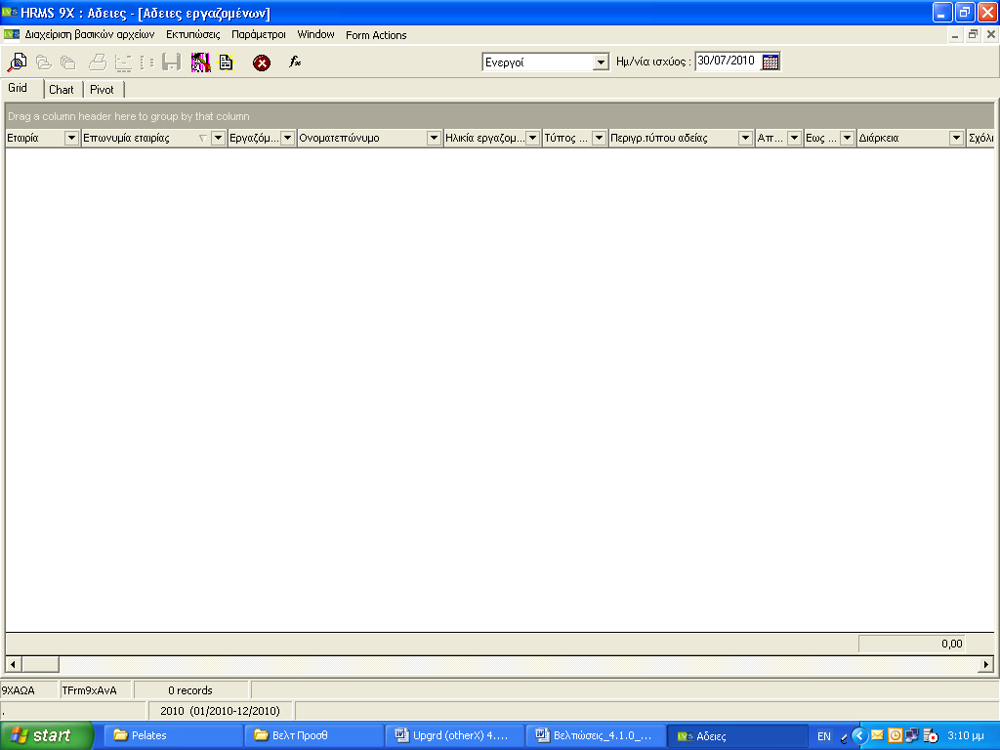 HRMS 9X : Αδειες - [Αδειες εργαζομένων]
Διαχείριση βασικών αρχείων Εκτυπώσεις Παράμετροι Window Form Actions
Ενεργοί Ημ/νία ισχύος : 30/07/2010
Grid Chart Pivot
Drag a column header here to group by that column
Εταιρία Επωνυμία εταιρίας Εργαζόμ... Ονοματεπώνυμο Ηλικία εργαζομ... Τύπος ... Περιγρ.τύπου αδείας Απ... Εως ... Διάρκεια Σχόλι
0,00
9XΑΩΑ TFrm9xAvA 0 records
. 2010 (01/2010-12/2010)
start Pelates Βελτ Προσθ Upgrd (otherX) 4.... Βελτιώσεις_4.1.0_... Αδειες EN 3:10 μμ